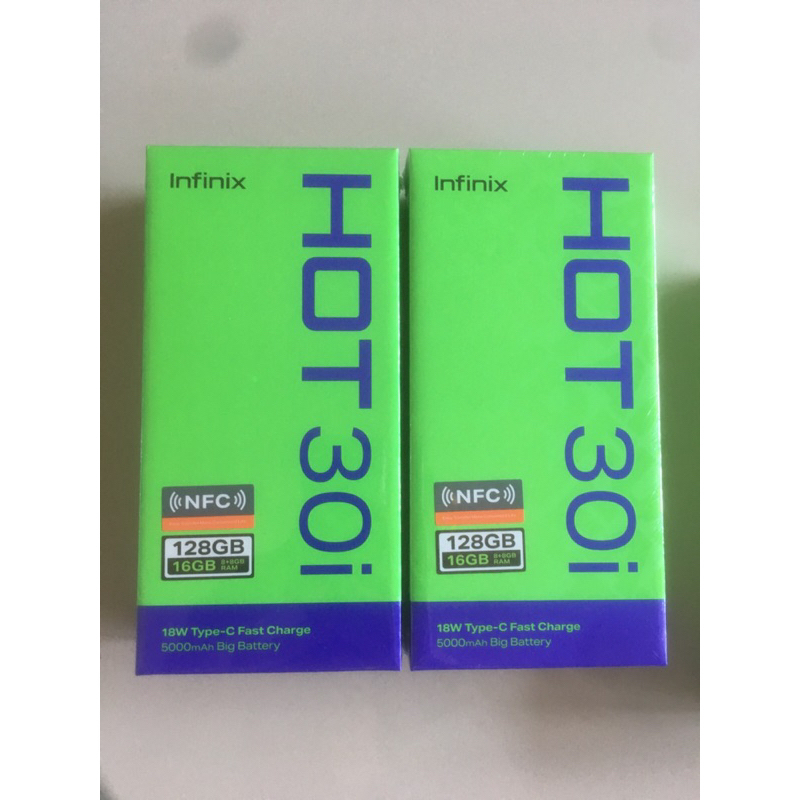 Infinix
HOT 30i
NFC
128GB
16GB 8+8GB RAM
18W Type-C Fast Charge
5000mAh Big Battery
Infinix
HOT 30i
NFC
128GB
16GB 8+8GB RAM
18W Type-C Fast Charge
5000mAh Big Battery